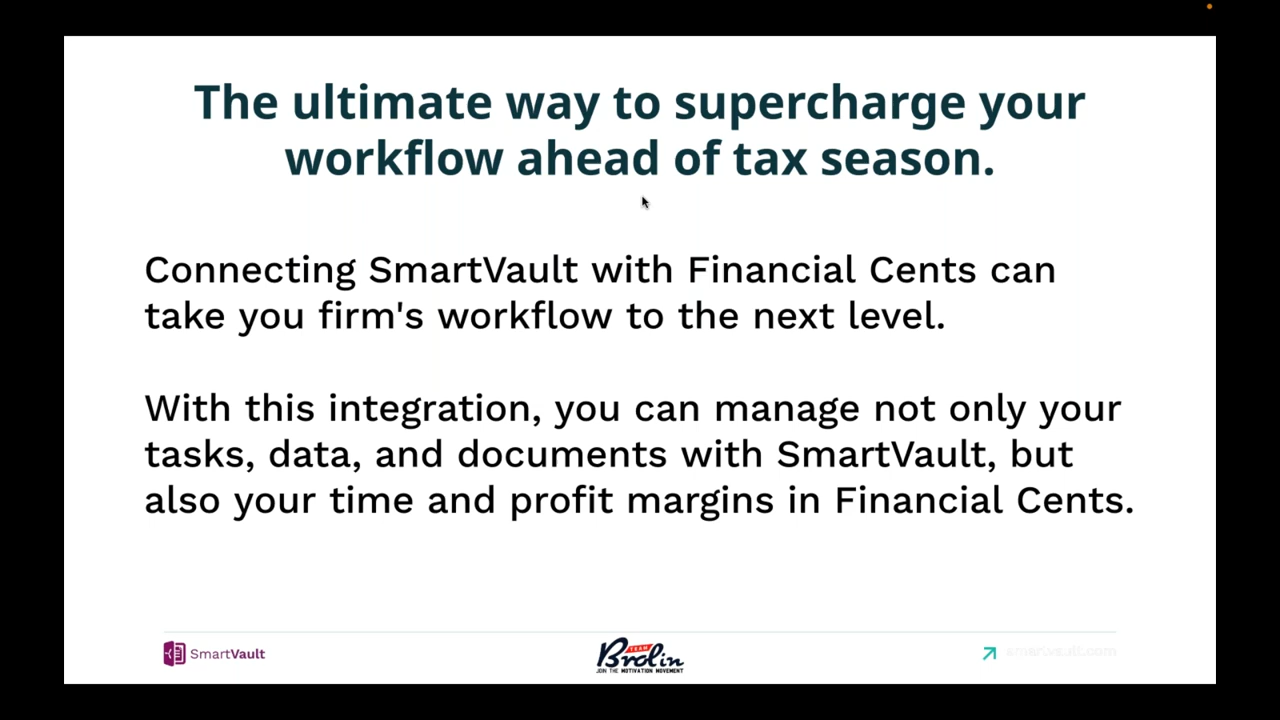 The ultimate way to supercharge your
workflow ahead of tax season.
Connecting SmartVault with Financial Cents can
take you firm's workflow to the next level.
With this integration, you can manage not only your
tasks, data, and documents with SmartVault, but
also your time and profit margins in Financial Cents.
SmartVault
TEAM
Brolin
JOIN THE MOTIVATION MOVEMENT
smartvault.com